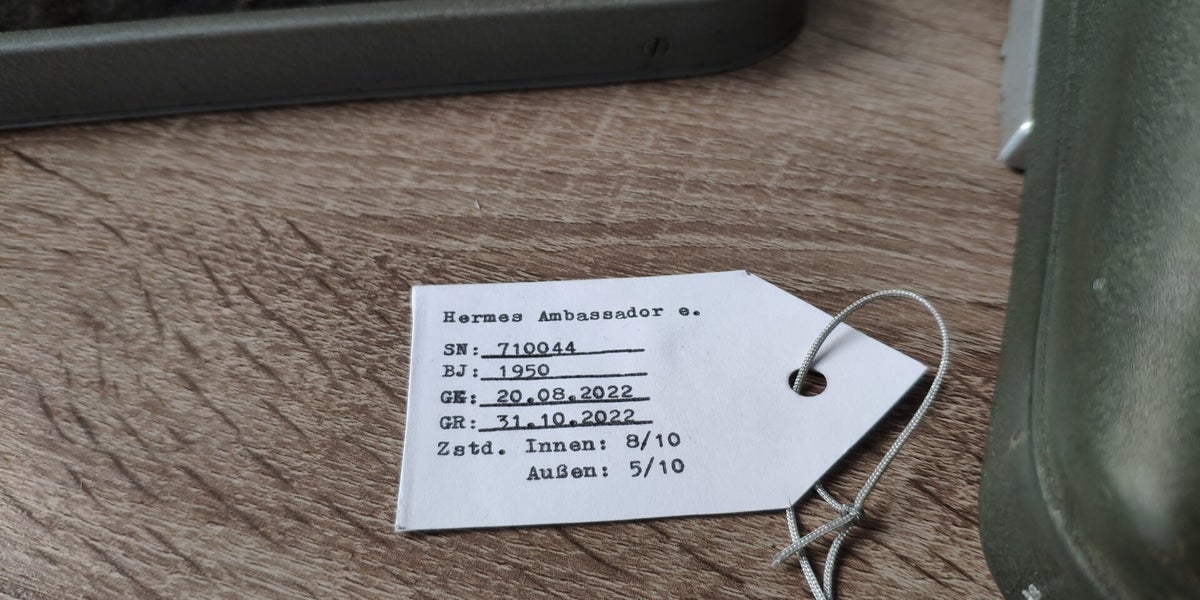 Hermes Ambassador e.
SN: 710044
BJ: 1950
GE: 20.08.2022
GR: 31.10.2022
Zstd. Innen: 8/10
Außen: 5/10